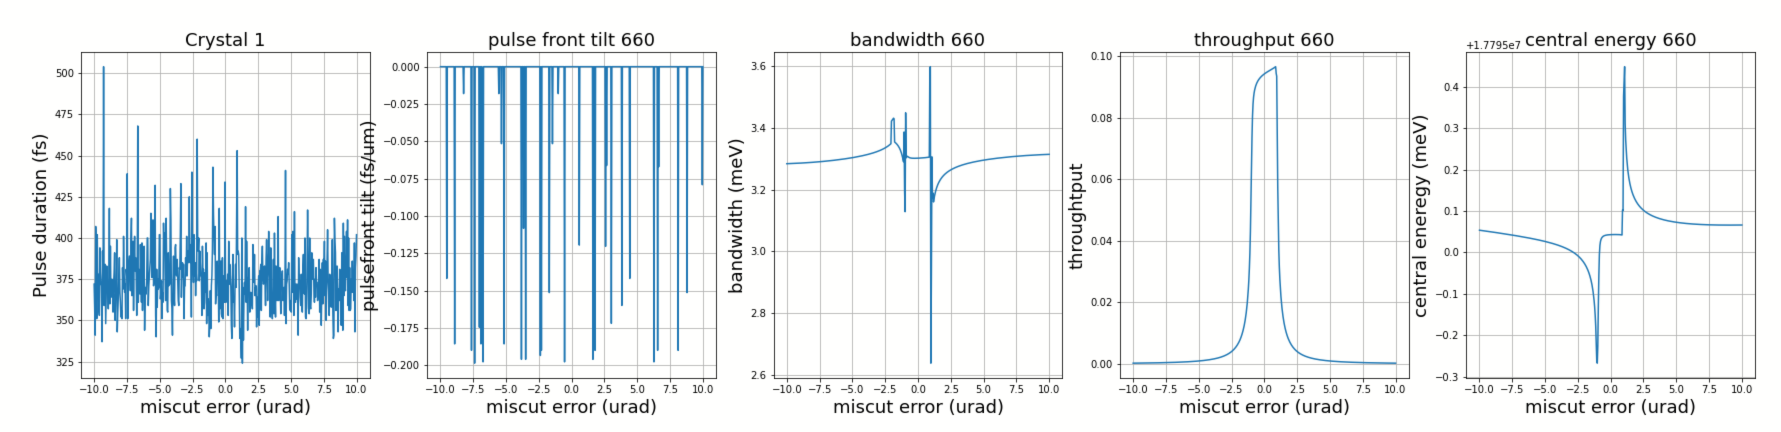 Crystal 1
Pulse duration (fs)
500
475
450
425
400
375
350
325
−10.0 −7.5 −5.0 −2.5 0.0 2.5 5.0 7.5 10.0
miscut error (urad)
pulse front tilt 660
pulsefront tilt (fs/um)
0.000
−0.025
−0.050
−0.075
−0.100
−0.125
−0.150
−0.175
−0.200
−10.0 −7.5 −5.0 −2.5 0.0 2.5 5.0 7.5 10.0
miscut error (urad)
bandwidth 660
bandwidth (meV)
3.6
3.4
3.2
3.0
2.8
2.6
−10.0 −7.5 −5.0 −2.5 0.0 2.5 5.0 7.5 10.0
miscut error (urad)
throughput 660
throughtput
0.10
0.08
0.06
0.04
0.02
0.00
−10.0 −7.5 −5.0 −2.5 0.0 2.5 5.0 7.5 10.0
miscut error (urad)
+1.7795e7
central energy 660
central eneregy (meV)
0.4
0.3
0.2
0.1
0.0
−0.1
−0.2
−0.3
−10.0 −7.5 −5.0 −2.5 0.0 2.5 5.0 7.5 10.0
miscut error (urad)